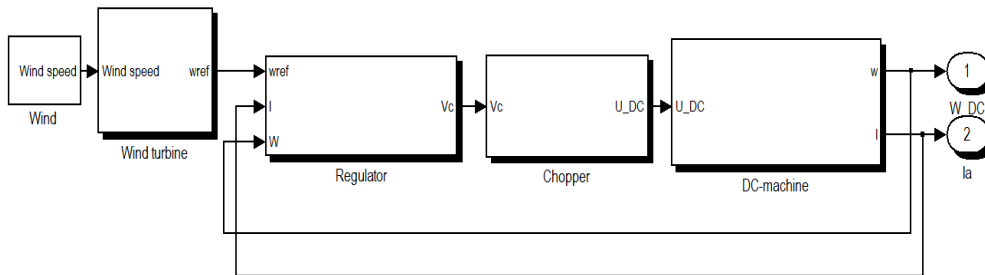 Wind speed
Wind
Wind speed
wref
Wind turbine
wref
I
W
Vc
Regulator
Vc
U_DC
Chopper
U_DC
w
I
DC-machine
1
W_DC
2
Ia